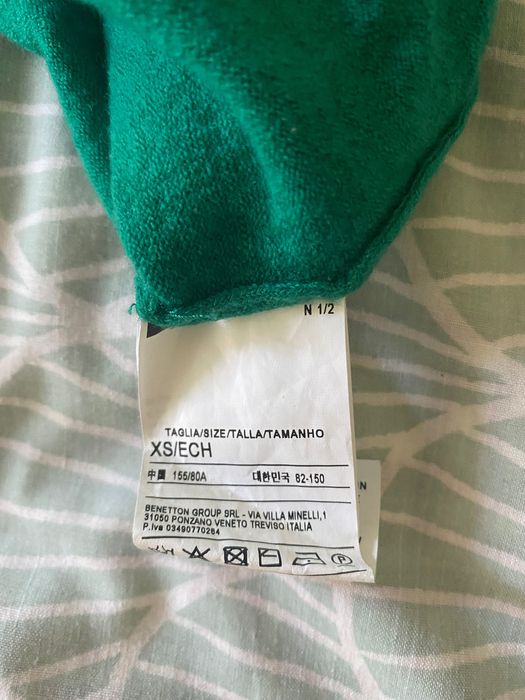 N 1/2
TAGLIA/SIZE/TALLA/TAMANHO
XS/ECH
中國 155/80A 대한민국 82-150
BENETTON GROUP SRL - VIA VILLA MINELLI,1
31050 PONZANO VENETO TREVISO ITALIA
P.Iva 03490770264
P